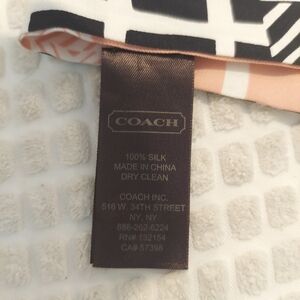 COACH
100% SILK
MADE IN CHINA
DRY CLEAN
COACH INC.
516 W. 34TH STREET
NY, NY
888-262-6224
RN# 132154
CA# 57398